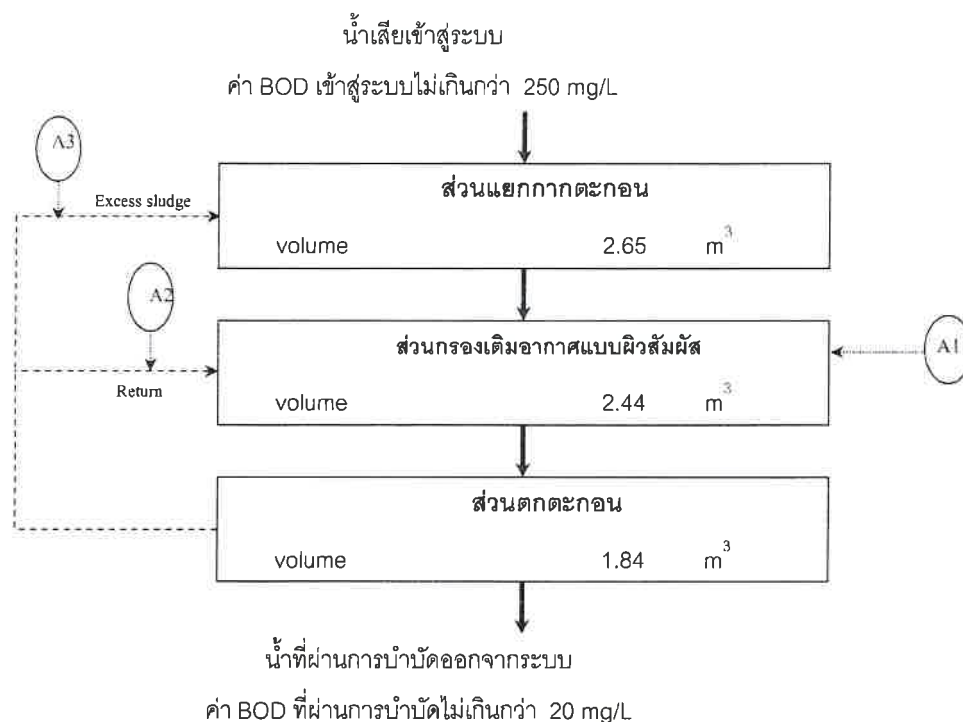 น้ำเสียเข้าสู่ระบบ
ค่า BOD เข้าสู่ระบบไม่เกินกว่า 250 mg/L
A3
ส่วนแยกกากตะกอน
Excess sludge
volume 2.65 m³
A2
ส่วนกรองเติมอากาศแบบผิวสัมผัส
A1
Return
volume 2.44 m³
ส่วนตกตะกอน
volume 1.84 m³
น้ำที่ผ่านการบำบัดออกจากระบบ
ค่า BOD ที่ผ่านการบำบัดไม่เกินกว่า 20 mg/L